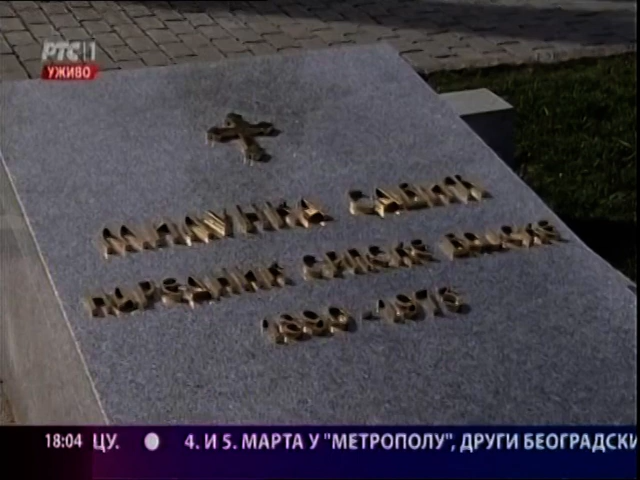 РТС 1
УЖИВО
МИЛУНКА САВИЋ
НАРЕДНИК СРПСКЕ ВОЈСКЕ
18:04 ЦУ. 4. И 5. МАРТА У "МЕТРОПОЛУ", ДРУГИ БЕОГРАДСКИ